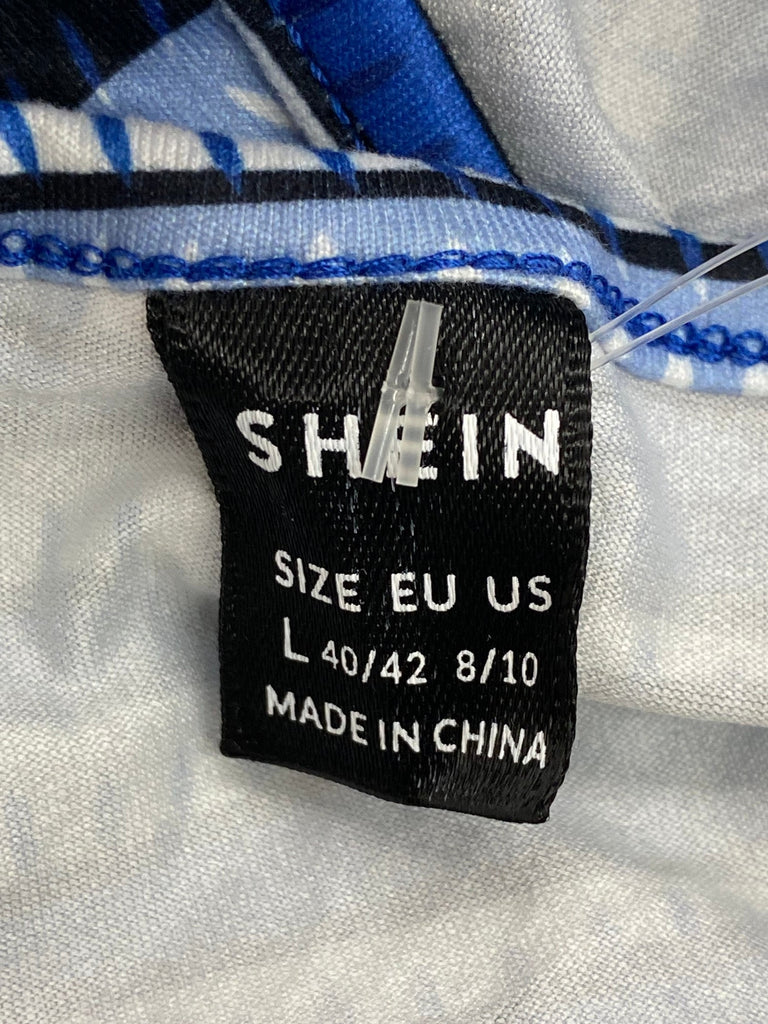 SHEIN
SIZE EU US
L 40/42 8/10
MADE IN CHINA